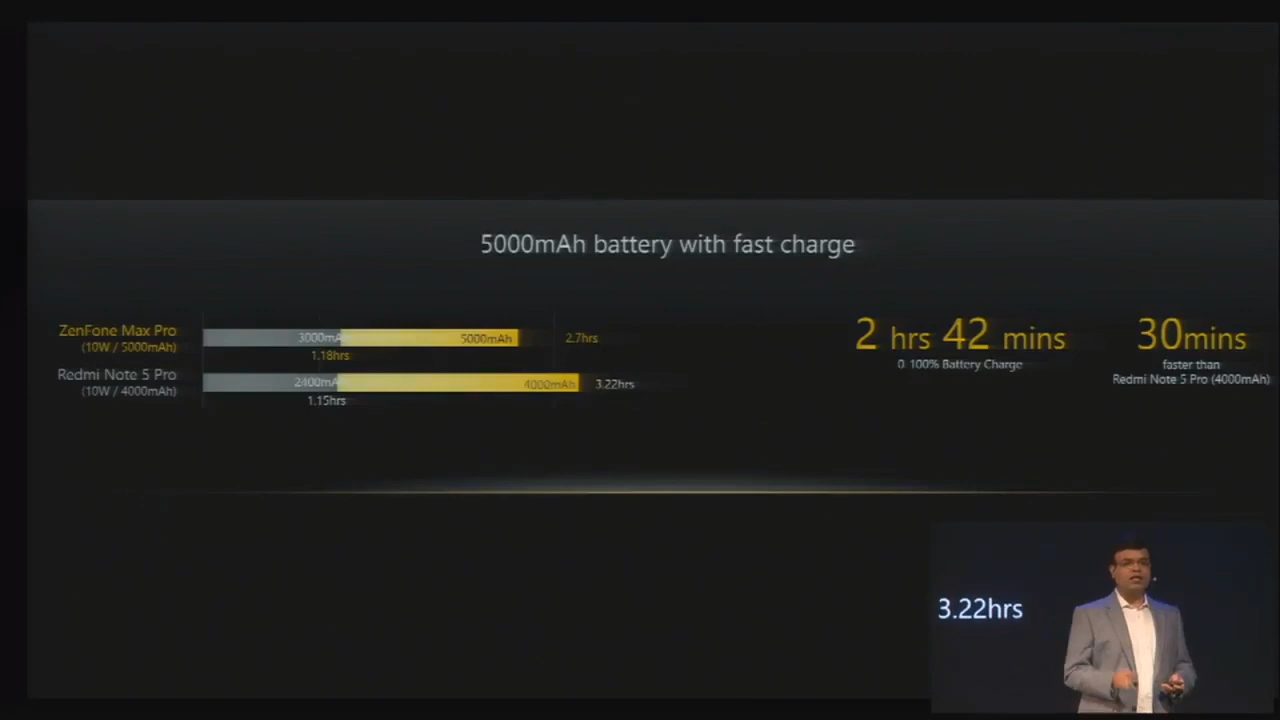 5000mAh battery with fast charge
ZenFone Max Pro
(10W / 5000mAh)
3000mA
5000mAh
2.7hrs
1.18hrs
Redmi Note 5 Pro
(10W / 4000mAh)
2400mA
4000mAh
3.22hrs
1.15hrs
2 hrs 42 mins
0 100% Battery Charge
30mins
faster than
Redmi Note 5 Pro (4000mAh)
3.22hrs